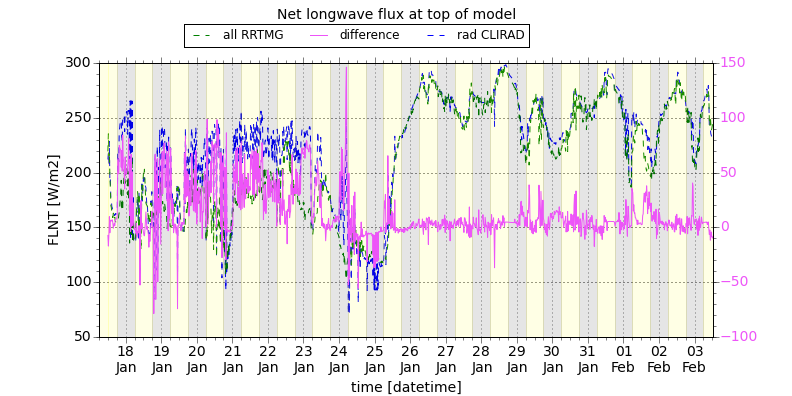 Net longwave flux at top of model
all RRTMG difference rad CLIRAD
300 150
250 100
200 50
150 0
100 −50
50 −100
FLNT [W/m2]
18 19 20 21 22 23 24 25 26 27 28 29 30 31 01 02 03
Jan Jan Jan Jan Jan Jan Jan Jan Jan Jan Jan Jan Jan Jan Feb Feb Feb
time [datetime]